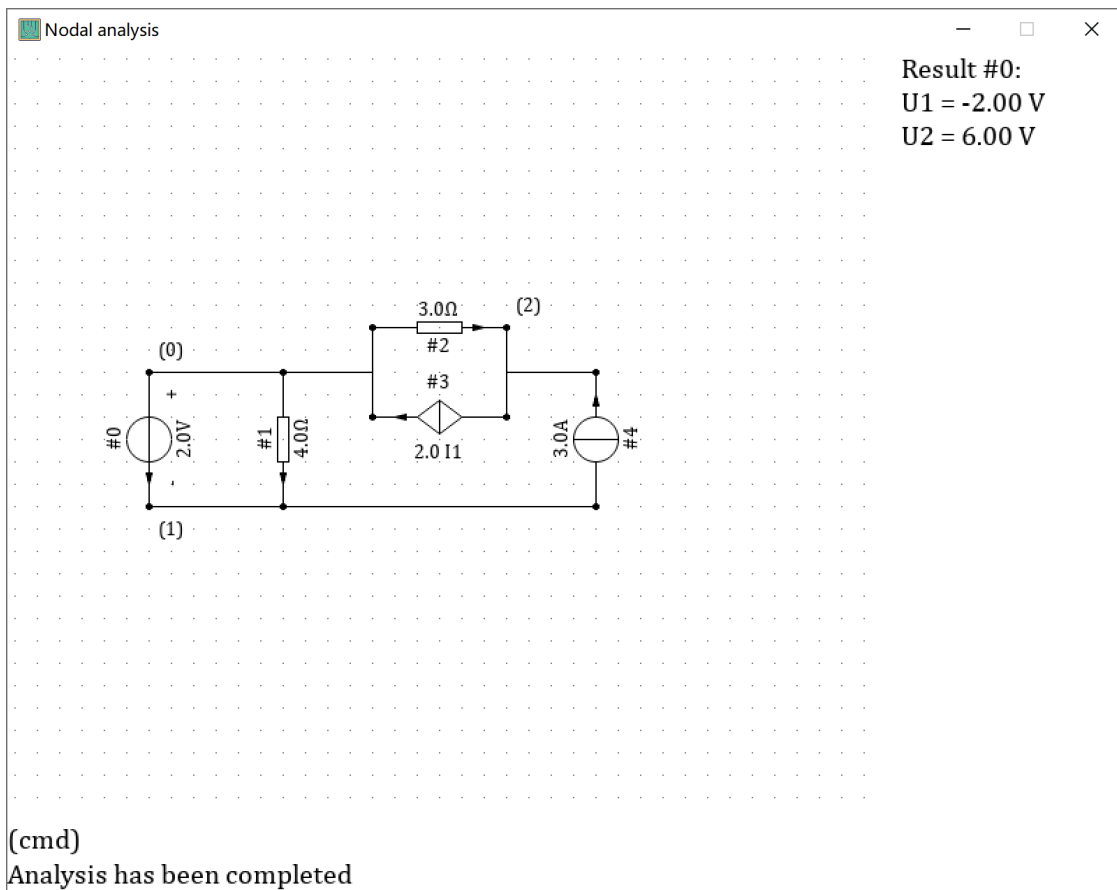 Nodal analysis
Result #0:
U1 = -2.00 V
U2 = 6.00 V
3.0Ω
(2)
#2
(0)
#3
+
#0
2.0V
#1
4.0Ω
2.0 I1
3.0A
#4
-
(1)
(cmd)
Analysis has been completed